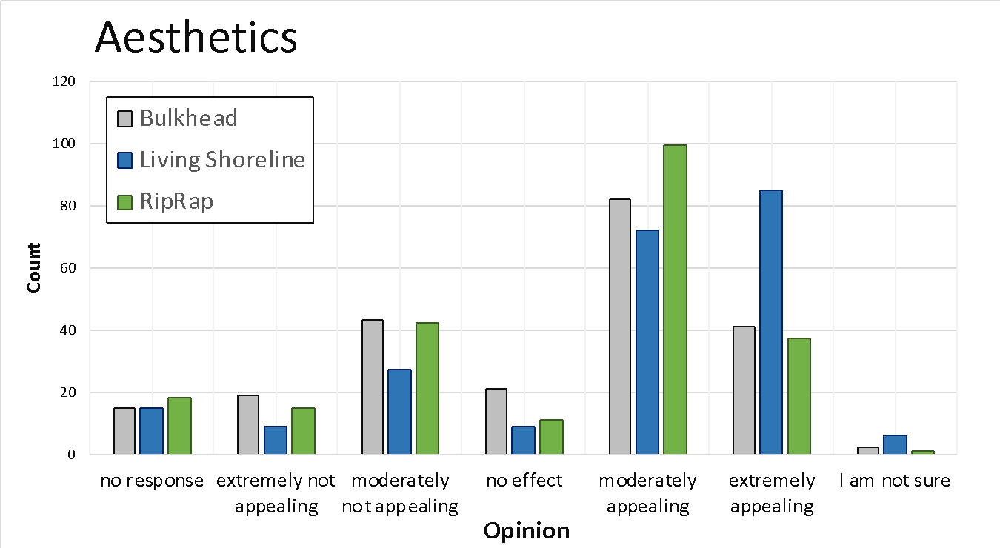 Aesthetics
120
Bulkhead
100
Living Shoreline
RipRap
80
60
Count
40
20
0
no response extremely not moderately no effect moderately extremely I am not sure
appealing not appealing appealing appealing
Opinion